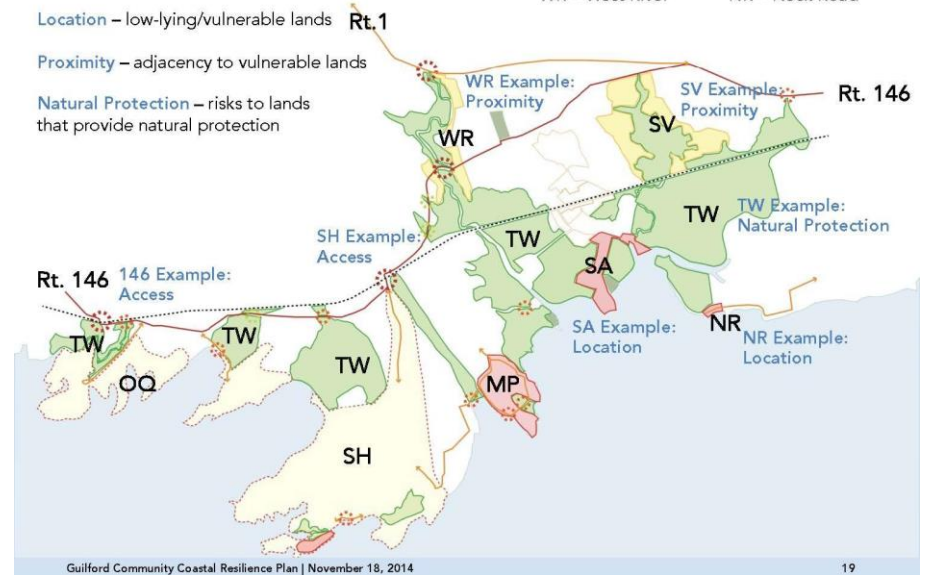 Location – low-lying/vulnerable lands
Rt.1
Proximity – adjacency to vulnerable lands
Natural Protection – risks to lands
that provide natural protection
WR Example:
Proximity
SV Example:
Proximity
Rt. 146
WR
SV
TW
TW Example:
Natural Protection
SH Example:
Access
TW
SA
Rt. 146
146 Example:
Access
SA Example:
Location
NR
NR Example:
Location
TW
TW
TW
OQ
MP
SH
Guilford Community Coastal Resilience Plan | November 18, 2014
19